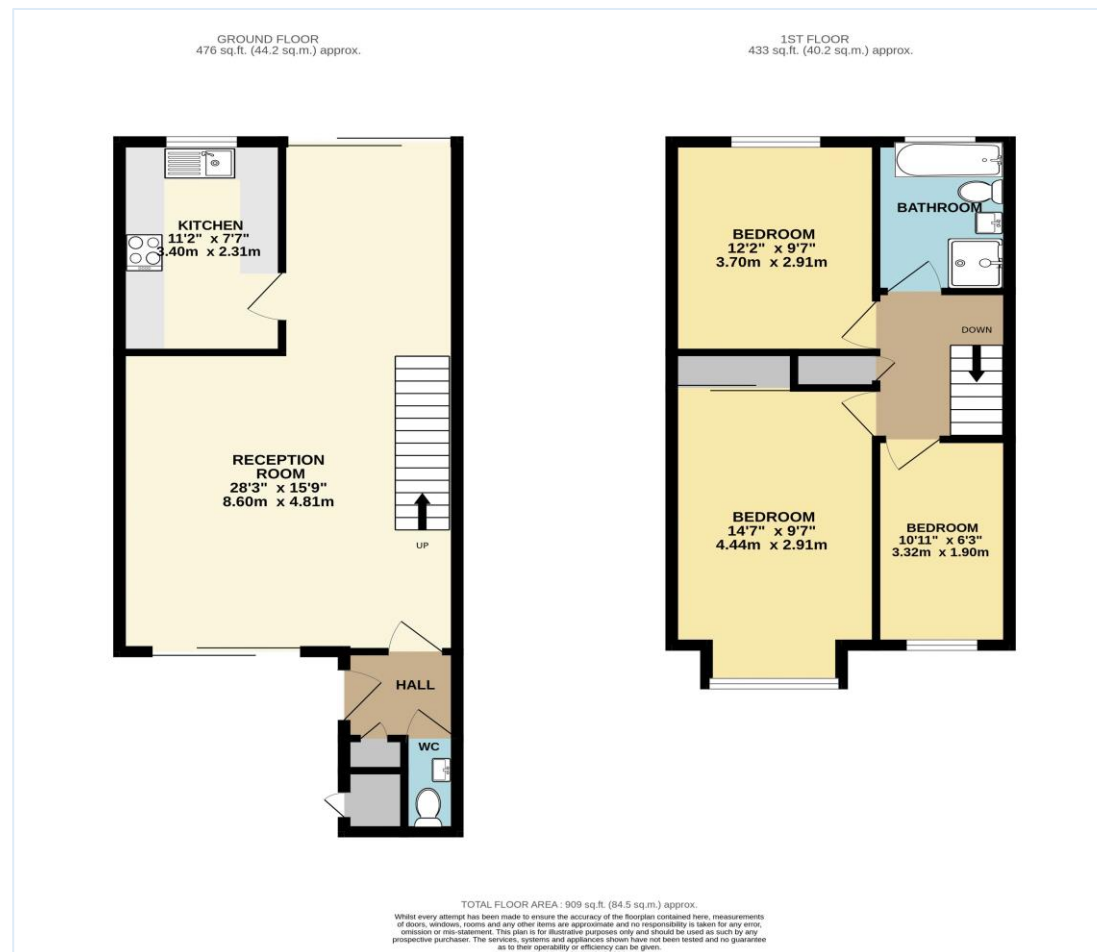 GROUND FLOOR
476 sq.ft. (44.2 sq.m.) approx.
KITCHEN
11'2" x 7'7"
3.40m x 2.31m
RECEPTION
ROOM
28'3" x 15'9"
8.60m x 4.81m
UP
HALL
WC
1ST FLOOR
433 sq.ft. (40.2 sq.m.) approx.
BEDROOM
12'2" x 9'7"
3.70m x 2.91m
BATHROOM
DOWN
BEDROOM
14'7" x 9'7"
4.44m x 2.91m
BEDROOM
10'11" x 6'3"
3.32m x 1.90m
TOTAL FLOOR AREA : 909 sq.ft. (84.5 sq.m.) approx.
Whilst every attempt has been made to ensure the accuracy of the floorplan contained here, measurements
of doors, windows, rooms and any other items are approximate and no responsibility is taken for any error,
omission or mis-statement. This plan is for illustrative purposes only and should be used as such by any
prospective purchaser. The services, systems and appliances shown have not been tested and no guarantee
as to their operability or efficiency can be given.